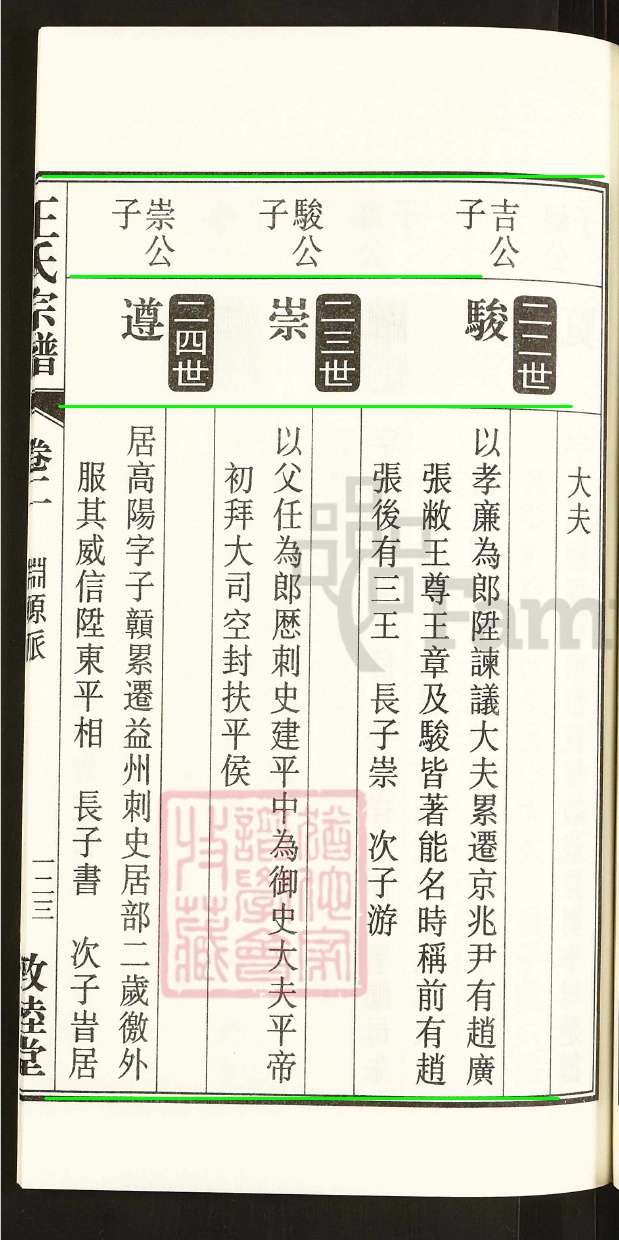 大夫
吉公
子
二二世
駿
以孝廉為郎陞諫議大夫累遷京兆尹有趙廣
張敝王尊王章及駿皆著能名時稱前有趙
張後有三王 長子崇 次子游
駿公
子
二三世
崇
以父任為郎歷刺史建平中為御史大夫平帝
初拜大司空封扶平侯
崇公
子
二四世
遵
居高陽字子贛累遷益州刺史居部二歲徼外
服其威信陞東平相 長子書 次子旹居
王氏宗譜
卷二
淵源派
一二三
敦睦堂
Fam